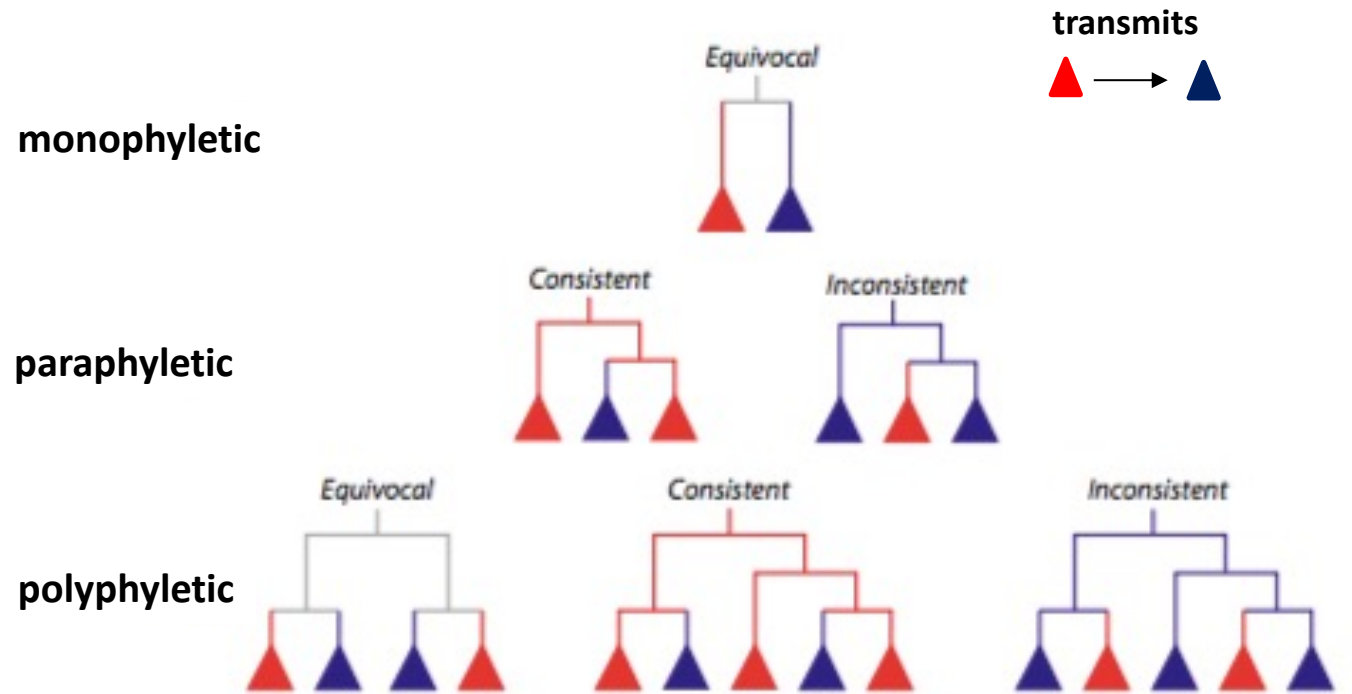 transmits
Equivocal
monophyletic
Consistent
Inconsistent
paraphyletic
Equivocal
Consistent
Inconsistent
polyphyletic